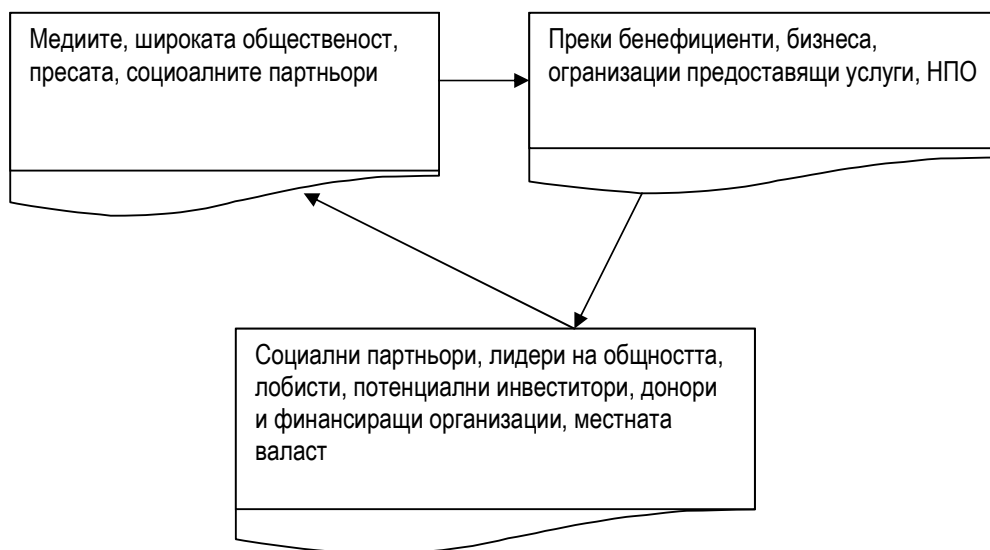 Медиите, широката общественост,
пресата, социоалните партньори
Преки бенефициенти, бизнеса,
огранизации предоставящи услуги, НПО
Социални партньори, лидери на общността,
лобисти, потенциални инвеститори, донори
и финансиращи организации, местната
валаст